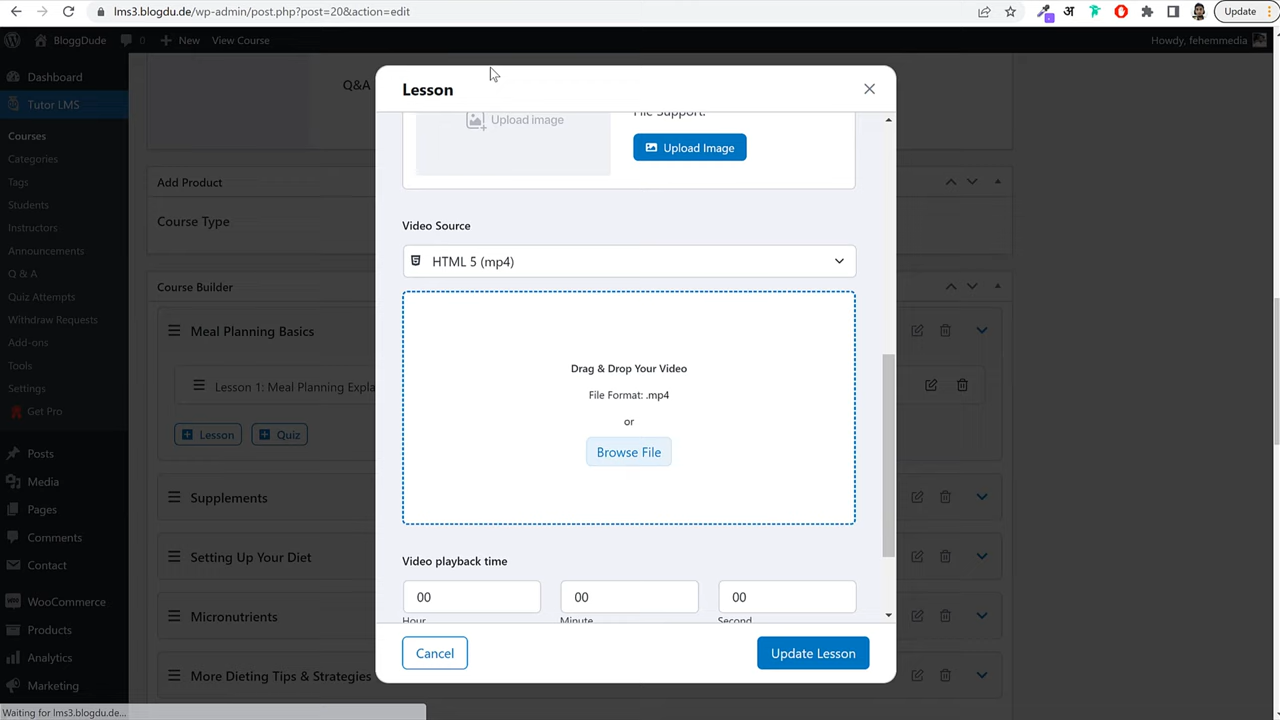 lms3.blogdu.de/wp-admin/post.php?post=20&action=edit
अ
Update
BloggDude
0
New
View Course
Howdy, fehemmedia
Dashboard
Tutor LMS
Courses
Categories
Tags
Students
Instructors
Announcements
Q & A
Quiz Attempts
Withdraw Requests
Add-ons
Tools
Settings
Get Pro
Posts
Media
Pages
Comments
Contact
WooCommerce
Products
Analytics
Marketing
Q&A
Add Product
Course Type
Course Builder
Meal Planning Basics
Lesson 1: Meal Planning Expla
Lesson
Quiz
Supplements
Setting Up Your Diet
Micronutrients
More Dieting Tips & Strategies
Lesson
Upload image
File Support:
Upload Image
Video Source
HTML 5 (mp4)
Drag & Drop Your Video
File Format: .mp4
or
Browse File
Video playback time
00
00
00
Hour
Minute
Second
Cancel
Update Lesson
Waiting for lms3.blogdu.de...